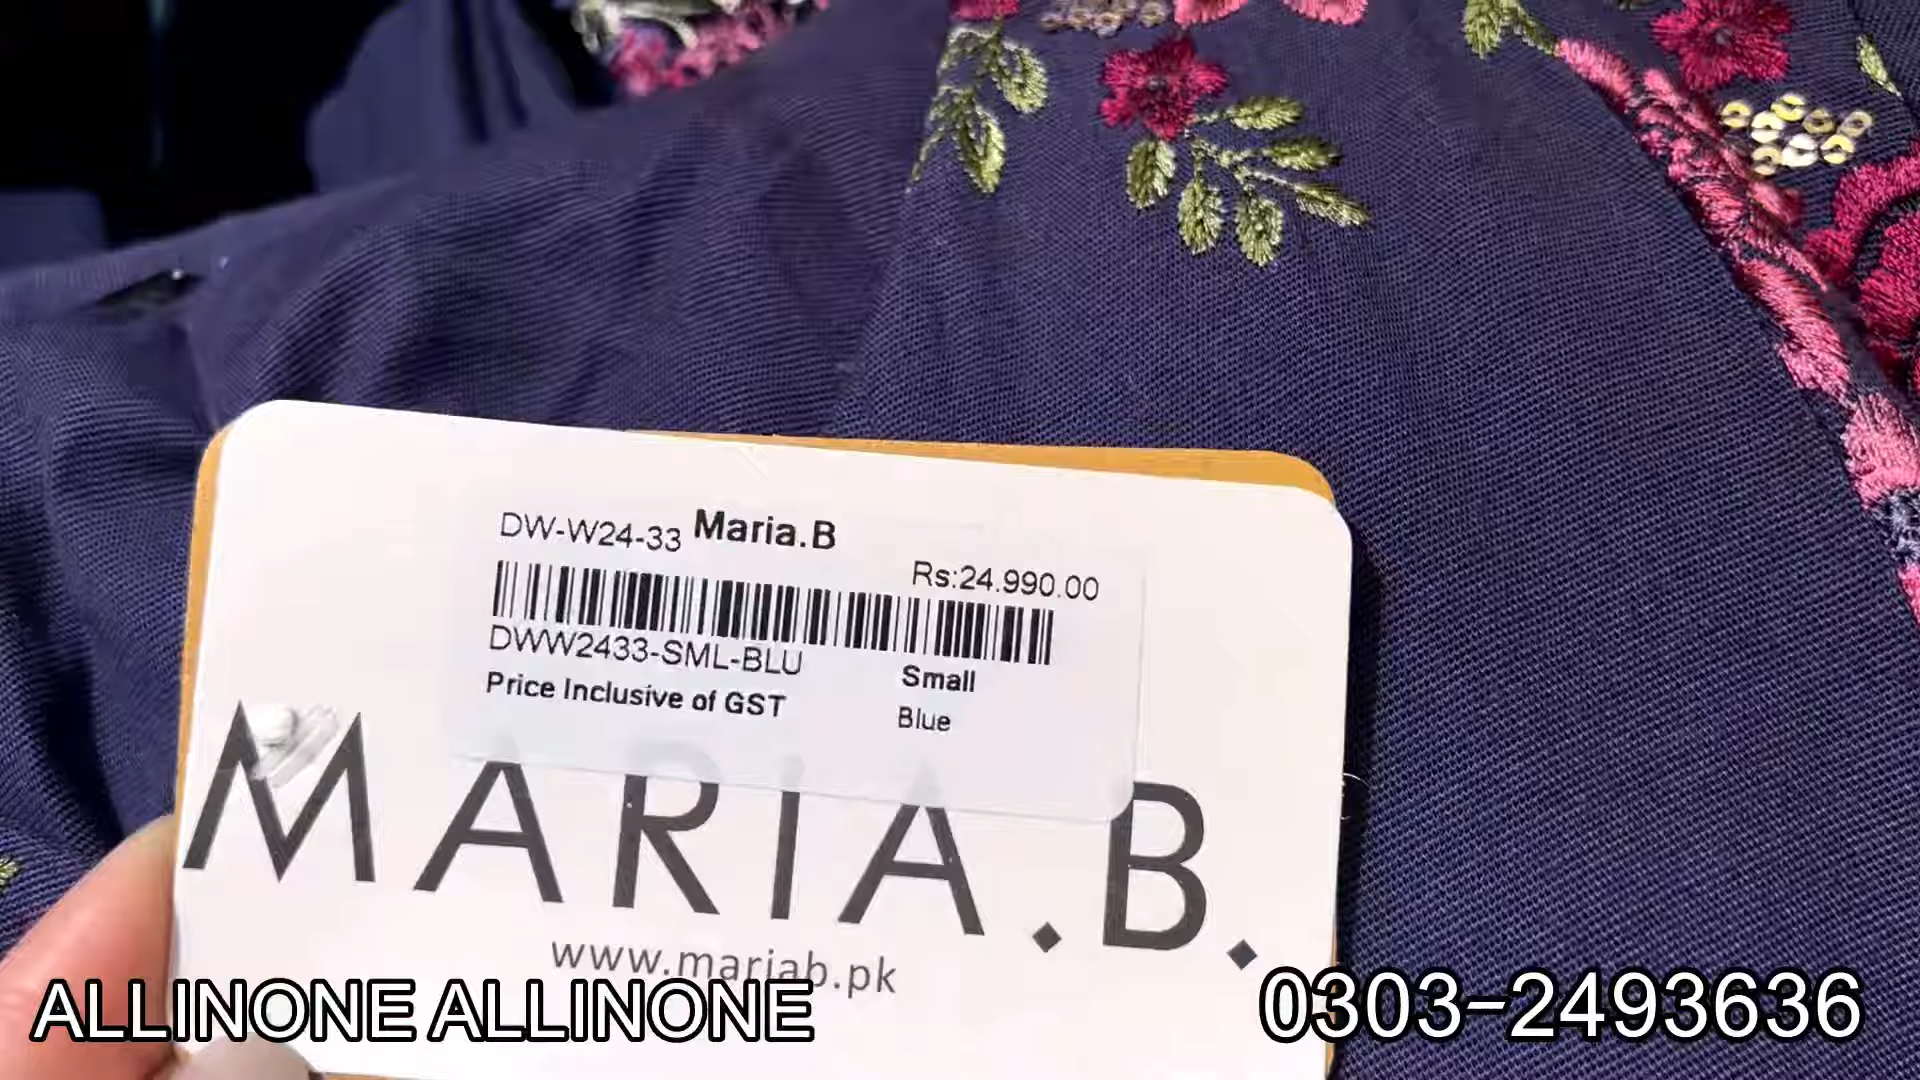 DW-W24-33 Maria.B
Rs:24.990.00
DWW2433-SML-BLU
Small
Price Inclusive of GST
Blue
MARIA.B.
www.mariab.pk
ALLINONE ALLINONE
0303-2493636